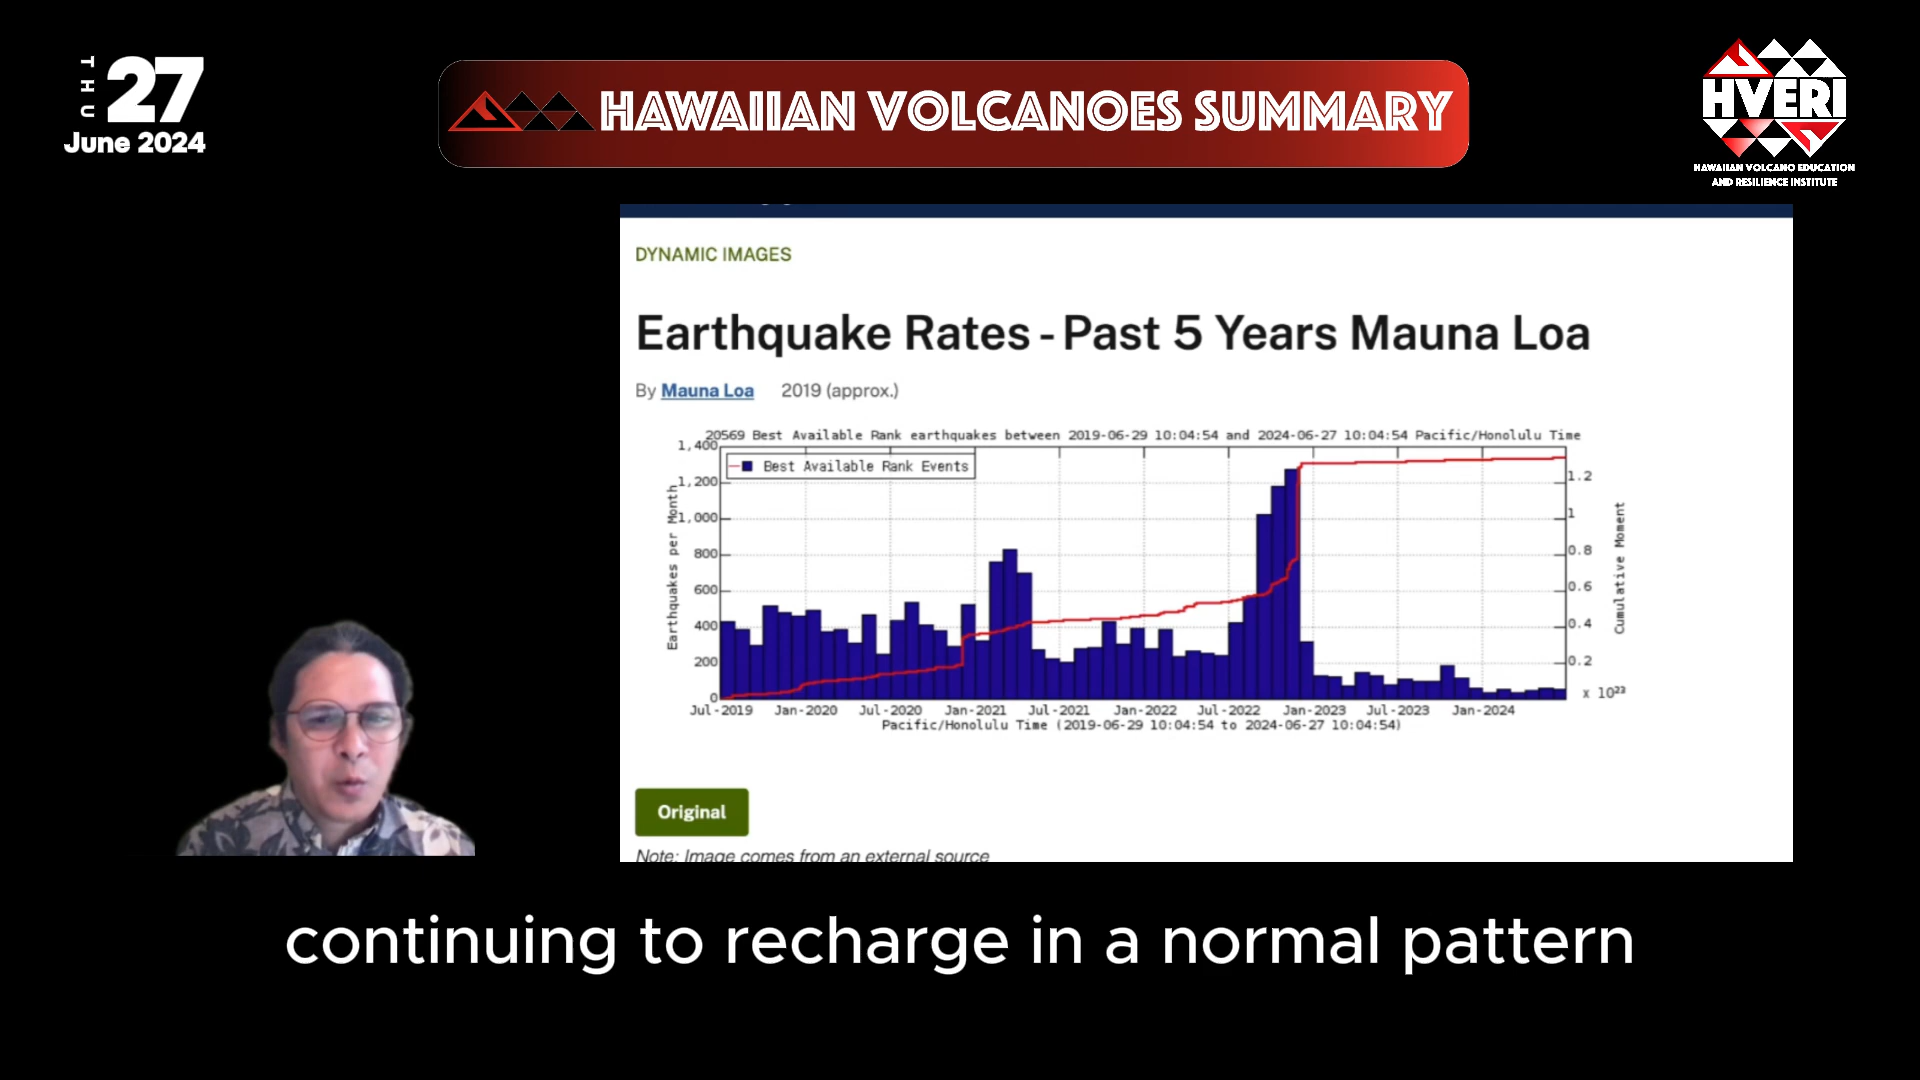 THU
27
June 2024
HAWAIIAN VOLCANOES SUMMARY
HVERI
HAWAIIAN VOLCANO EDUCATION
AND RESILIENCE INSTITUTE
DYNAMIC IMAGES
Earthquake Rates - Past 5 Years Mauna Loa
By Mauna Loa 2019 (approx.)
20569 Best Available Rank earthquakes between 2019-06-29 10:04:54 and 2024-06-27 10:04:54 Pacific/Honolulu Time
Best Available Rank Events
Earthquakes per Month
1,400
1,200
1,000
800
600
400
200
0
1.2
1
0.8
0.6
0.4
0.2
x 10²³
Cumulative Moment
Jul-2019 Jan-2020 Jul-2020 Jan-2021 Jul-2021 Jan-2022 Jul-2022 Jan-2023 Jul-2023 Jan-2024
Pacific/Honolulu Time (2019-06-29 10:04:54 to 2024-06-27 10:04:54)
Original
Note: Image comes from an external source
continuing to recharge in a normal pattern